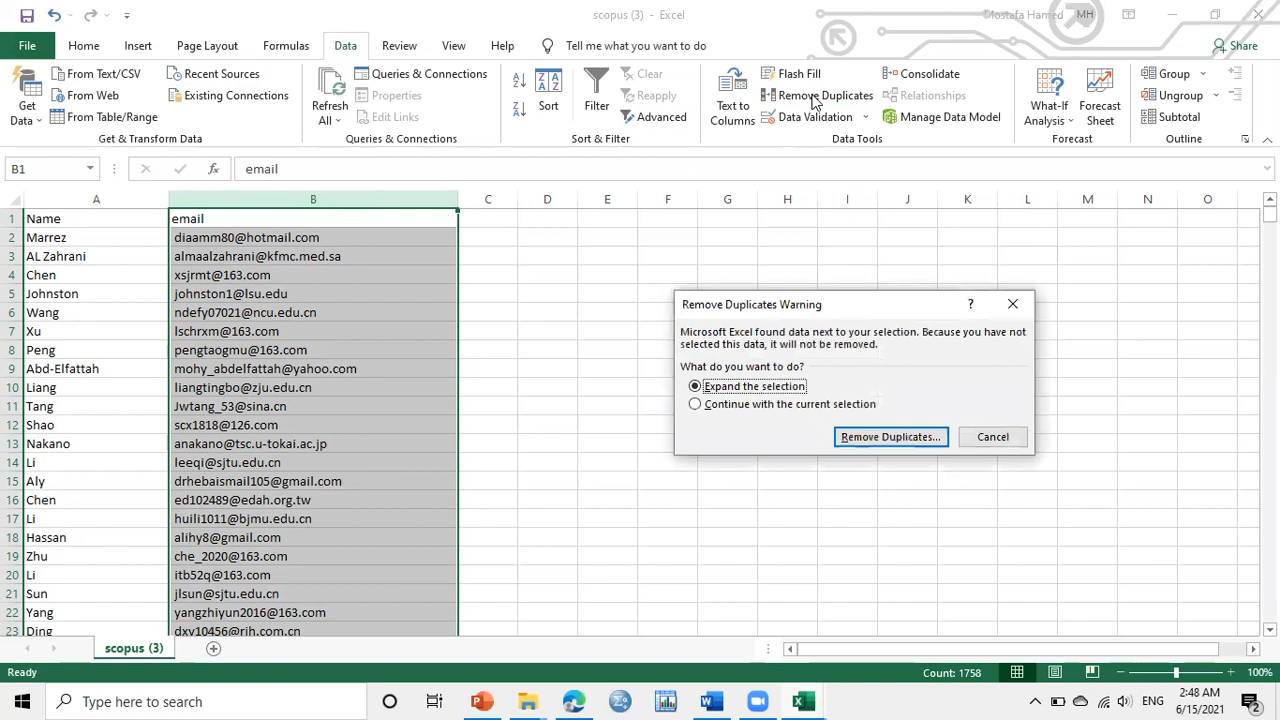 scopus (3) - Excel
Mostafa Hamed MH
File Home Insert Page Layout Formulas Data Review View Help Tell me what you want to do Share
Get Data
From Text/CSV
From Web
From Table/Range
Recent Sources
Existing Connections
Get & Transform Data
Refresh All
Queries & Connections
Properties
Edit Links
Queries & Connections
Sort
Filter
Clear
Reapply
Advanced
Sort & Filter
Text to Columns
Flash Fill
Remove Duplicates
Data Validation
Consolidate
Relationships
Manage Data Model
Data Tools
What-If Analysis
Forecast Sheet
Forecast
Group
Ungroup
Subtotal
Outline
B1 fx email
A B C D E F G H I J K L M N O
1 Name email
2 Marrez diaamm80@hotmail.com
3 AL Zahrani almaalzahrani@kfmc.med.sa
4 Chen xsjrmt@163.com
5 Johnston johnston1@lsu.edu
6 Wang ndefy07021@ncu.edu.cn
7 Xu lschrxm@163.com
8 Peng pengtaogmu@163.com
9 Abd-Elfattah mohy_abdelfattah@yahoo.com
10 Liang liangtingbo@zju.edu.cn
11 Tang Jwtang_53@sina.cn
12 Shao scx1818@126.com
13 Nakano anakano@tsc.u-tokai.ac.jp
14 Li leeqi@sjtu.edu.cn
15 Aly drhebaismail105@gmail.com
16 Chen ed102489@edah.org.tw
17 Li huili1011@bjmu.edu.cn
18 Hassan alihy8@gmail.com
19 Zhu che_2020@163.com
20 Li itb52q@163.com
21 Sun jlsun@sjtu.edu.cn
22 Yang yangzhiyun2016@163.com
23 Ding dxy10456@rjh.com.cn
Remove Duplicates Warning ?
Microsoft Excel found data next to your selection. Because you have not
selected this data, it will not be removed.
What do you want to do?
Expand the selection
Continue with the current selection
Remove Duplicates... Cancel
scopus (3)
Ready Count: 1758 100%
Type here to search
ENG
2:48 AM
6/15/2021
2